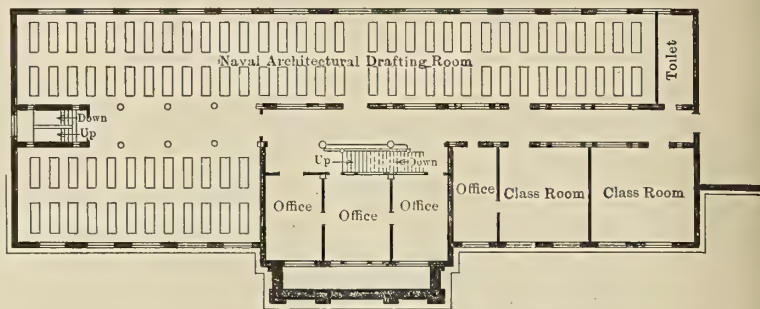 Naval Architectural Drafting Room
Toilet
Down
Up
Up
Down
Office
Office
Office
Office
Class Room
Class Room